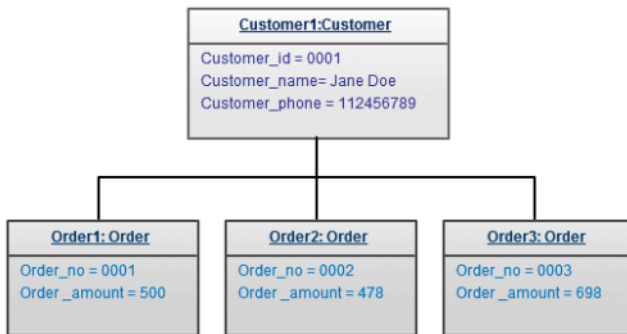 Customer1:Customer
Customer_id = 0001
Customer_name= Jane Doe
Customer_phone = 112456789
Order1: Order
Order_no = 0001
Order _amount = 500
Order2: Order
Order_no = 0002
Order _amount = 478
Order3: Order
Order_no = 0003
Order _amount = 698